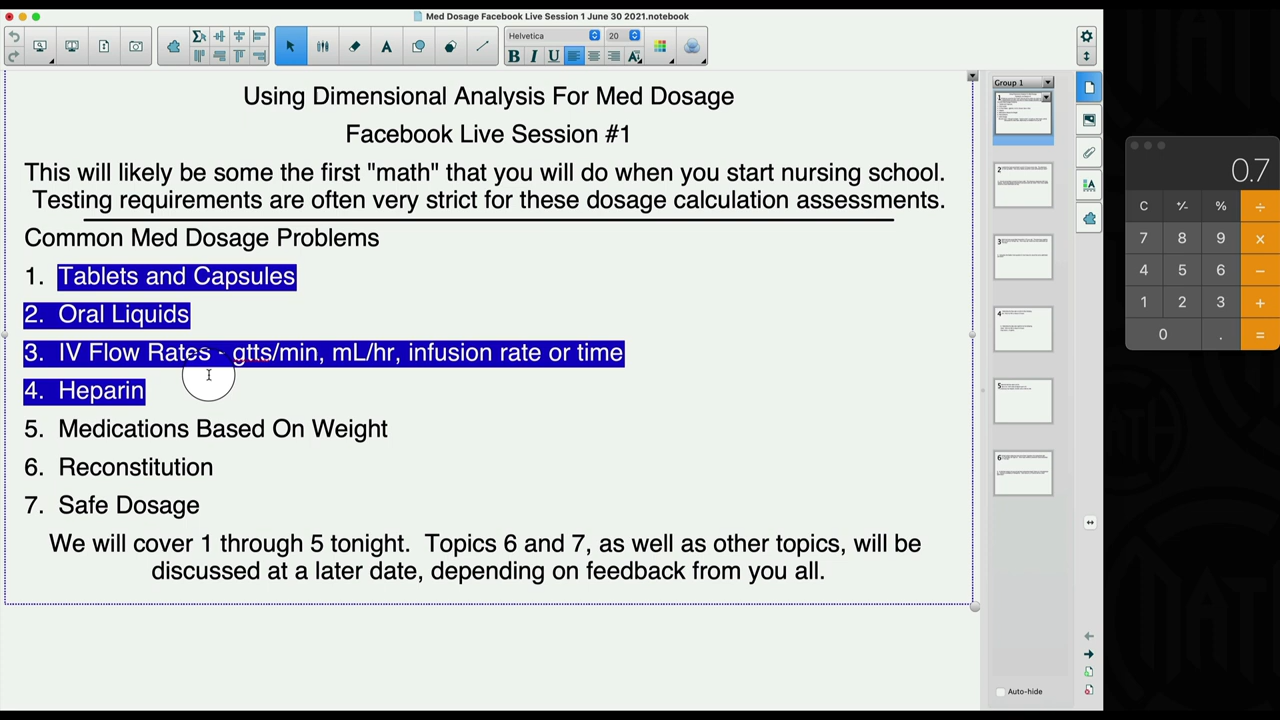 Med Dosage Facebook Live Session 1 June 30 2021.notebook
Helvetica 20
B I U
Using Dimensional Analysis For Med Dosage
Facebook Live Session #1
This will likely be some the first "math" that you will do when you start nursing school.
Testing requirements are often very strict for these dosage calculation assessments.
Common Med Dosage Problems
1. Tablets and Capsules
2. Oral Liquids
3. IV Flow Rates - gtts/min, mL/hr, infusion rate or time
4. Heparin
5. Medications Based On Weight
6. Reconstitution
7. Safe Dosage
We will cover 1 through 5 tonight. Topics 6 and 7, as well as other topics, will be
discussed at a later date, depending on feedback from you all.
Group 1
1
2
3
4
5
6
Auto-hide
0.7
C +/- % ÷
7 8 9 ×
4 5 6 −
1 2 3 +
0 . =